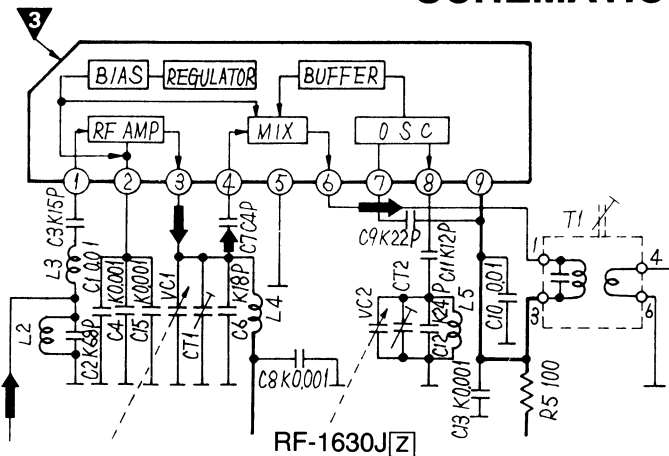 SCHEMATIC
3
BIAS
REGULATOR
BUFFER
RF AMP
MIX
OSC
1
2
3
4
5
6
7
8
9
C3K15P
C7C4P
C9K22P
C11K12P
T1
L3
C1 0.01
C4 K0.001
C15 K0.001
VC1
CT1
C6 K18P
L4
L2
C2K68P
VC2
CT2
C12 K24P
L5
C10 0.01
1
3
4
6
C8K0.001
C13 K0.001
R5 100
RF-1630J Z